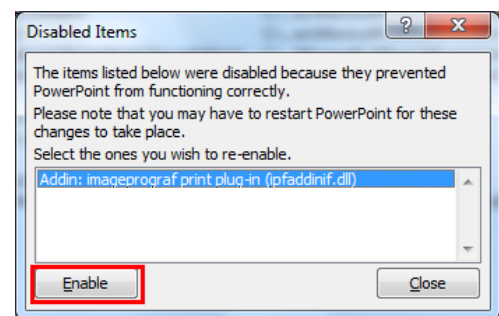 Disabled Items
The items listed below were disabled because they prevented
PowerPoint from functioning correctly.
Please note that you may have to restart PowerPoint for these
changes to take place.
Select the ones you wish to re-enable.
Addin: imageprograf print plug-in (ipfaddinif.dll)
Enable
Close